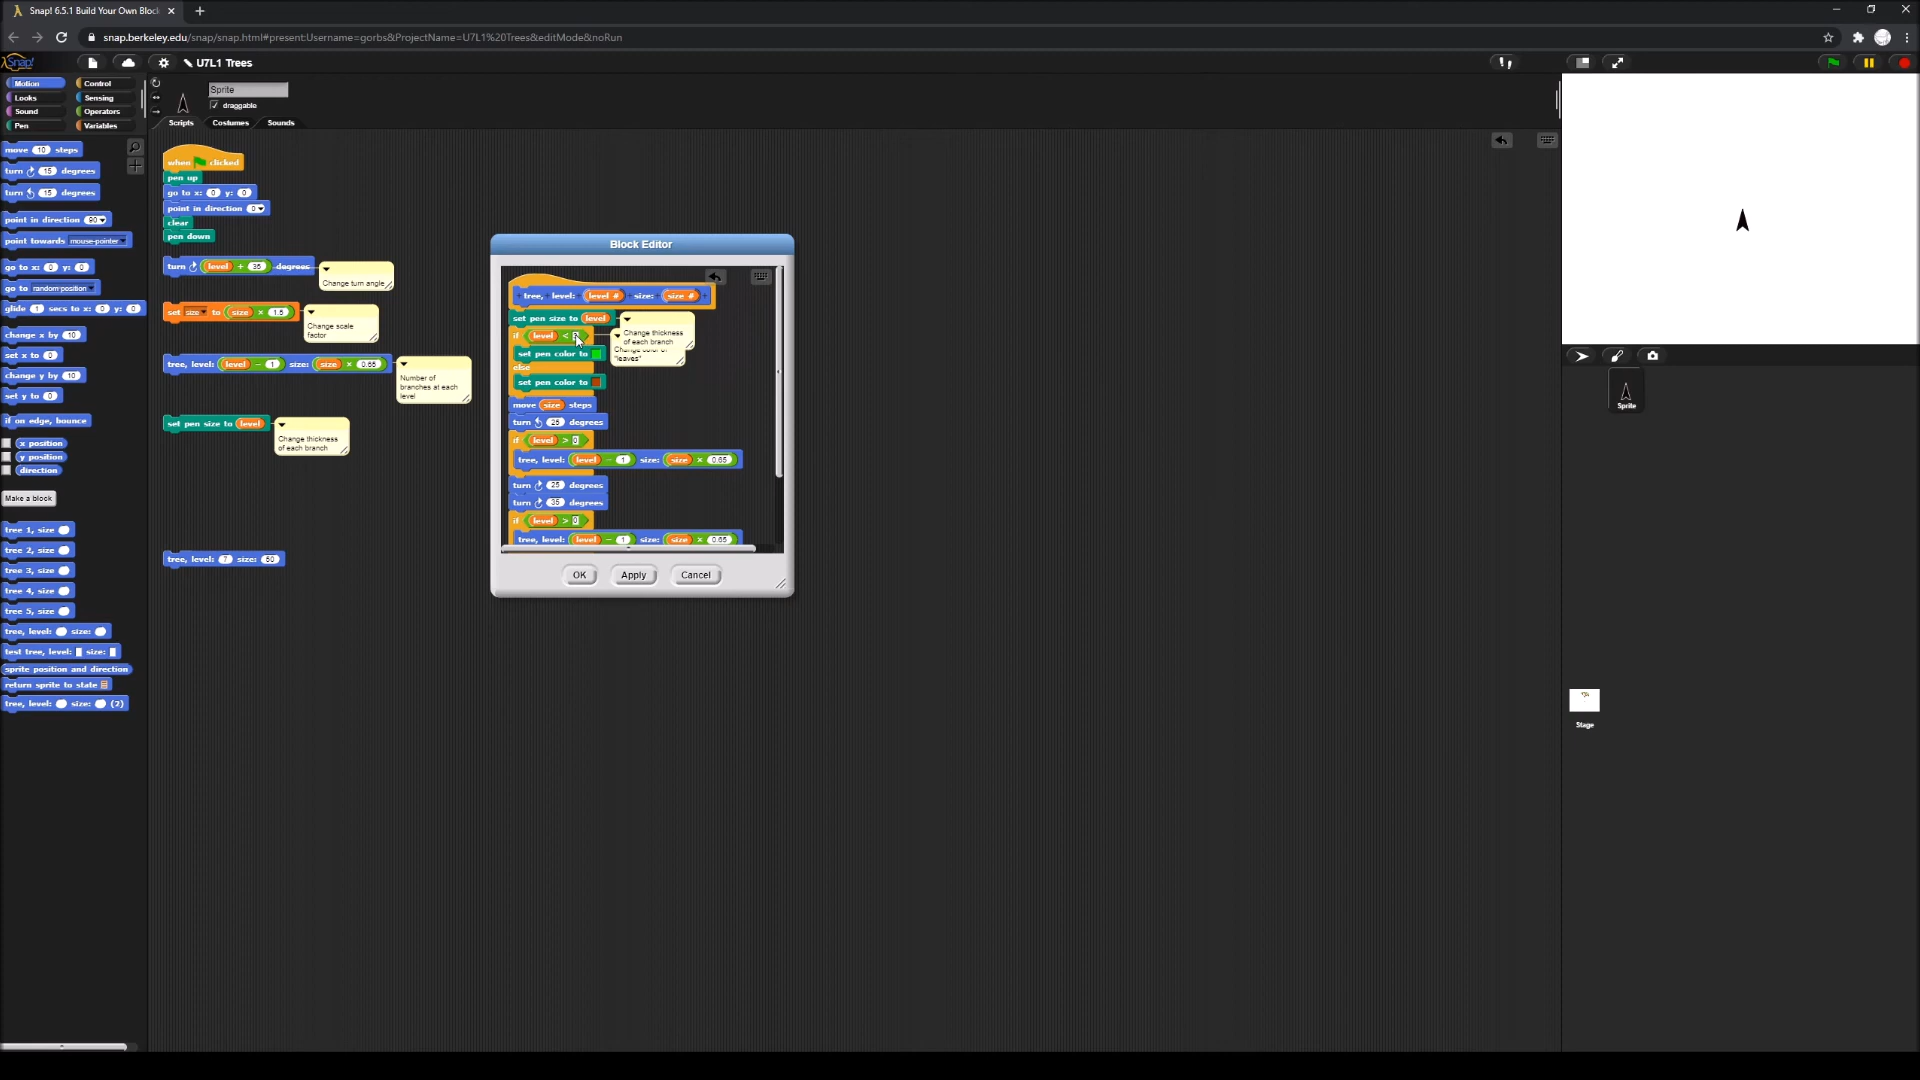 Snap! 6.5.1 Build Your Own Bloc
snap.berkeley.edu/snap/snap.html#present:Username=gorbs&ProjectName=U7L1%20Trees&editMode&noRun
Snap!
U7L1 Trees
Motion
Control
Looks
Sensing
Sound
Operators
Pen
Variables
Sprite
draggable
Scripts
Costumes
Sounds
move 10 steps
turn 15 degrees
turn 15 degrees
point in direction 90
point towards mouse-pointer
go to x: 0 y: 0
go to random position
glide 1 secs to x: 0 y: 0
change x by 10
set x to 0
change y by 10
set y to 0
if on edge, bounce
x position
y position
direction
Make a block
tree 1, size
tree 2, size
tree 3, size
tree 4, size
tree 5, size
tree, level: size:
test tree, level: size:
sprite position and direction
return sprite to state
tree, level: size: (2)
when clicked
pen up
go to x: 0 y: 0
point in direction 0
clear
pen down
turn level + 35 degrees
Change turn angle
set size to size × 1.5
Change scale
factor
tree, level: level − 1 size: size × 0.65
Number of
branches at each
level
set pen size to level
Change thickness
of each branch
tree, level: 7 size: 50
Block Editor
tree, level: level # size: size #
set pen size to level
Change thickness
of each branch
if level <
set pen color to
"leaves"
else
set pen color to
move size steps
turn 25 degrees
if level > 0
tree, level: level − 1 size: size × 0.65
turn 25 degrees
turn 35 degrees
if level > 0
tree, level: level − 1 size: size × 0.65
OK
Apply
Cancel
Sprite
Stage